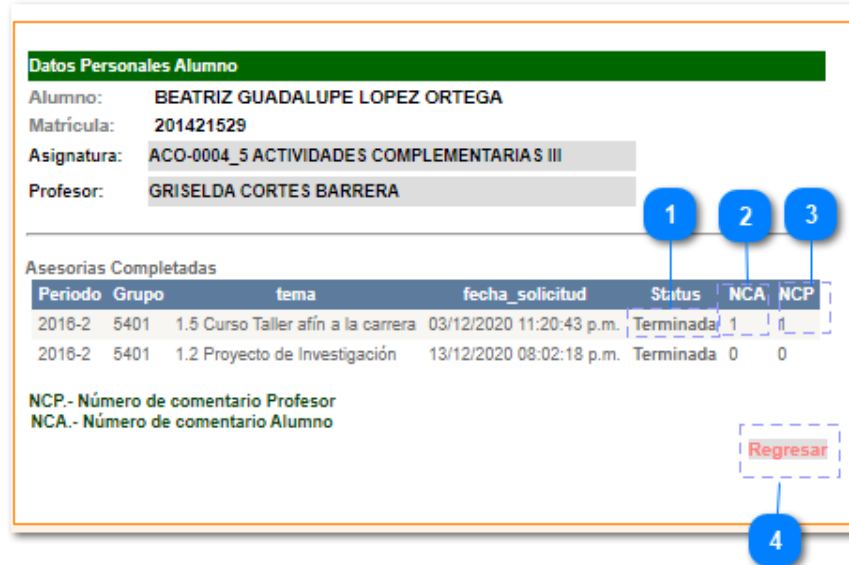 Datos Personales Alumno
Alumno: BEATRIZ GUADALUPE LOPEZ ORTEGA
Matrícula: 201421529
Asignatura: ACO-0004_5 ACTIVIDADES COMPLEMENTARIAS III
Profesor: GRISELDA CORTES BARRERA
1 2 3
Asesorias Completadas
Periodo Grupo tema fecha_solicitud Status NCA NCP
2016-2 5401 1.5 Curso Taller afín a la carrera 03/12/2020 11:20:43 p.m. Terminada 1 1
2016-2 5401 1.2 Proyecto de Investigación 13/12/2020 08:02:18 p.m. Terminada 0 0
NCP.- Número de comentario Profesor
NCA.- Número de comentario Alumno
Regresar
4